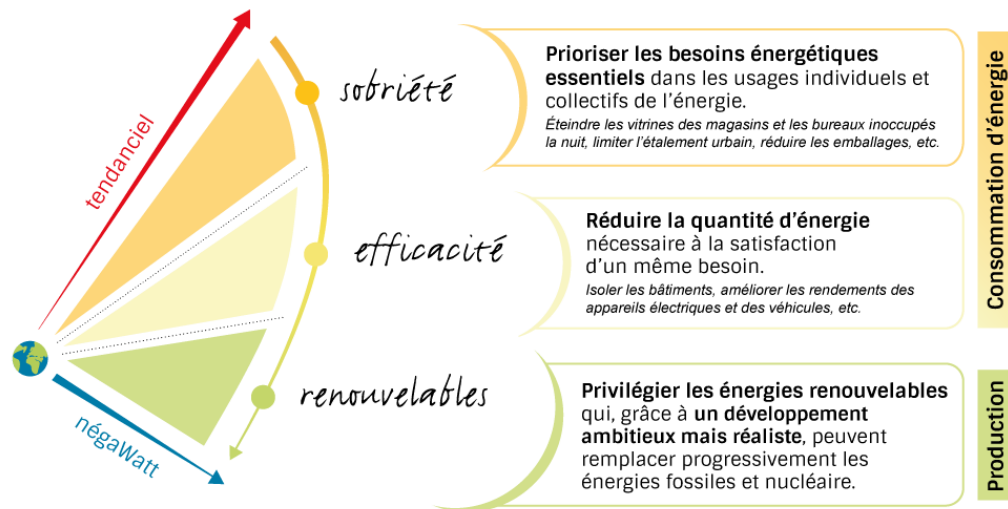 tendanciel
négaWatt
sobriété
Prioriser les besoins énergétiques
essentiels dans les usages individuels et
collectifs de l'énergie.
Éteindre les vitrines des magasins et les bureaux inoccupés
la nuit, limiter l'étalement urbain, réduire les emballages, etc.
efficacité
Réduire la quantité d'énergie
nécessaire à la satisfaction
d'un même besoin.
Isoler les bâtiments, améliorer les rendements des
appareils électriques et des véhicules, etc.
Consommation d'énergie
renouvelables
Privilégier les énergies renouvelables
qui, grâce à un développement
ambitieux mais réaliste, peuvent
remplacer progressivement les
énergies fossiles et nucléaire.
Production